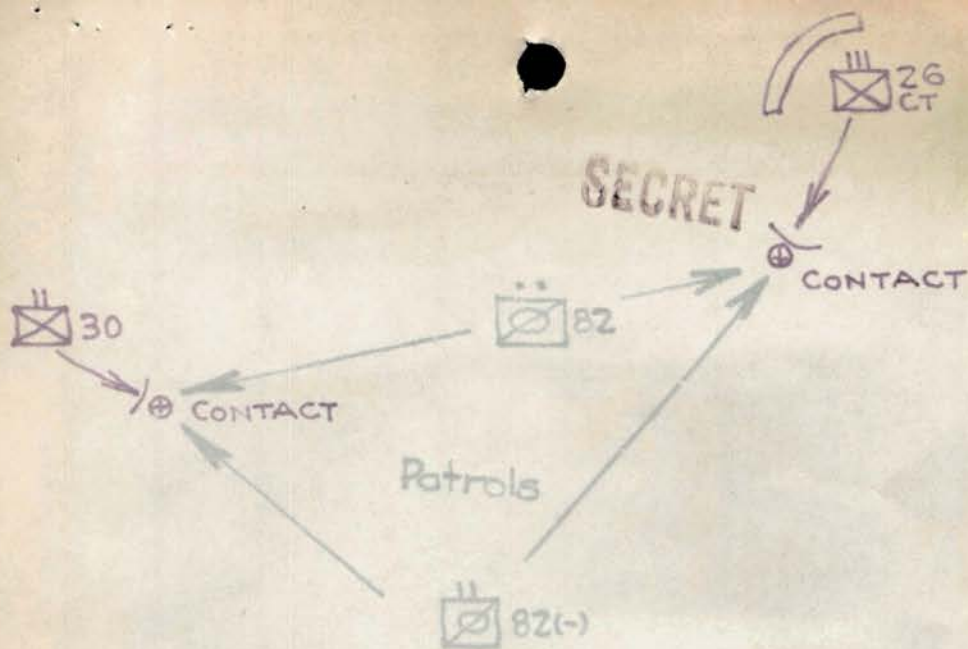 26
CT
SECRET
CONTACT
82
30
CONTACT
Patrols
82(-)